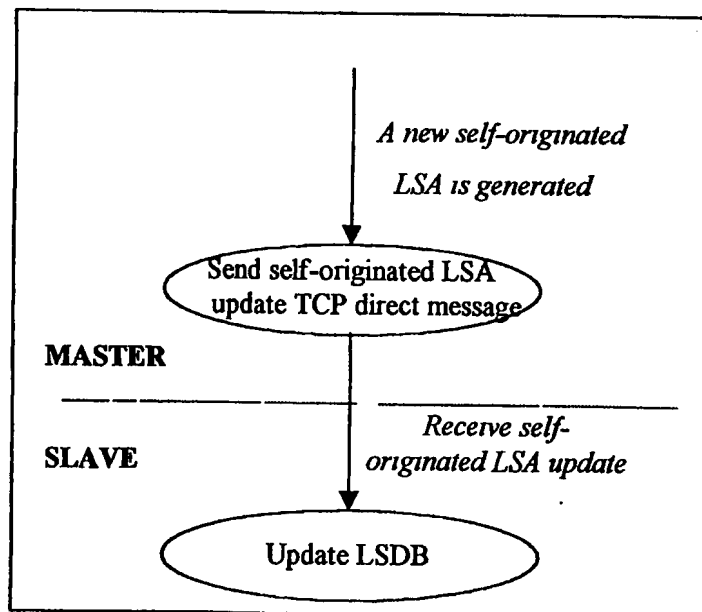 A new self-originated
LSA is generated
Send self-originated LSA
update TCP direct message
MASTER
Receive self-
originated LSA update
SLAVE
Update LSDB